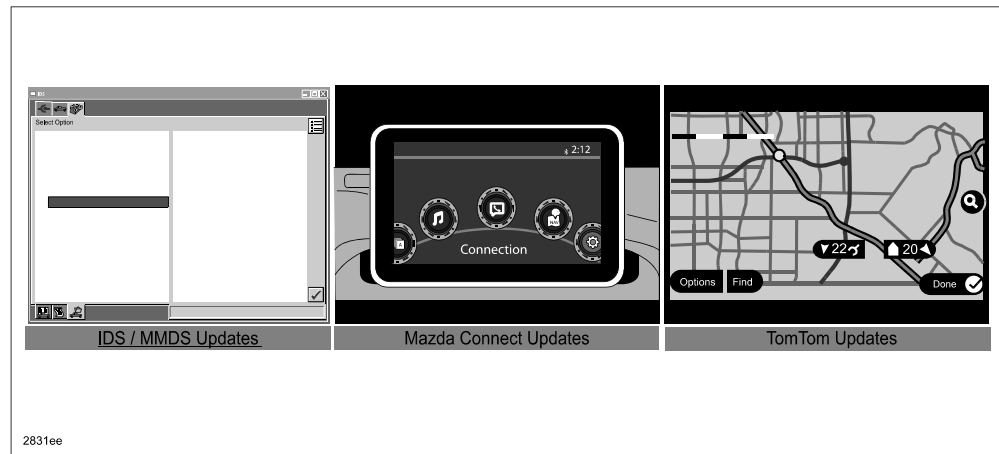 IDS
Select Option
IDS / MMDS Updates
2:12
NAV
Connection
Mazda Connect Updates
22
20
Options
Find
Done
TomTom Updates
2831ee